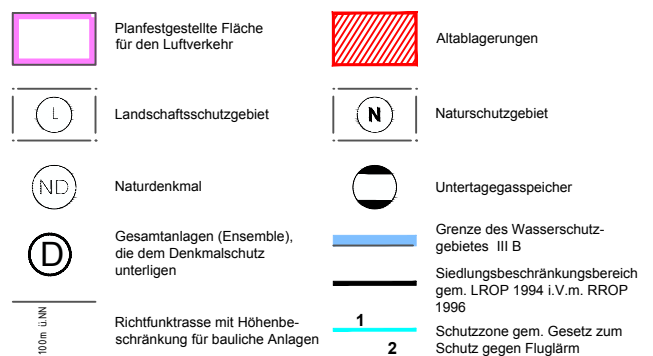 Planfestgestellte Fläche
für den Luftverkehr
Altablagerungen
L
Landschaftsschutzgebiet
N
Naturschutzgebiet
ND
Naturdenkmal
Untertagegasspeicher
D
Gesamtanlagen (Ensemble),
die dem Denkmalschutz
unterligen
Grenze des Wasserschutz-
gebietes III B
Siedlungsbeschränkungsbereich
gem. LROP 1994 i.V.m. RROP
1996
100m ü.NN
Richtfunktrasse mit Höhenbe-
schränkung für bauliche Anlagen
1
2
Schutzzone gem. Gesetz zum
Schutz gegen Fluglärm